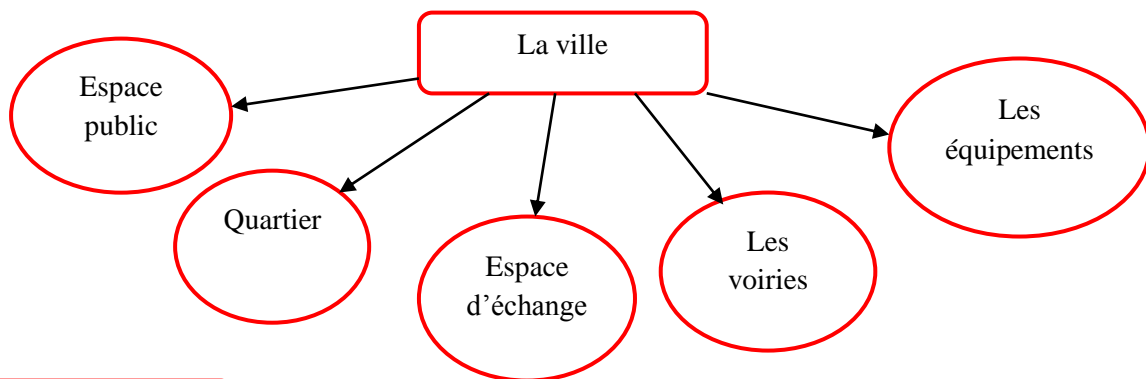 La ville
Espace
public
Quartier
Espace
d’échange
Les
voiries
Les
équipements